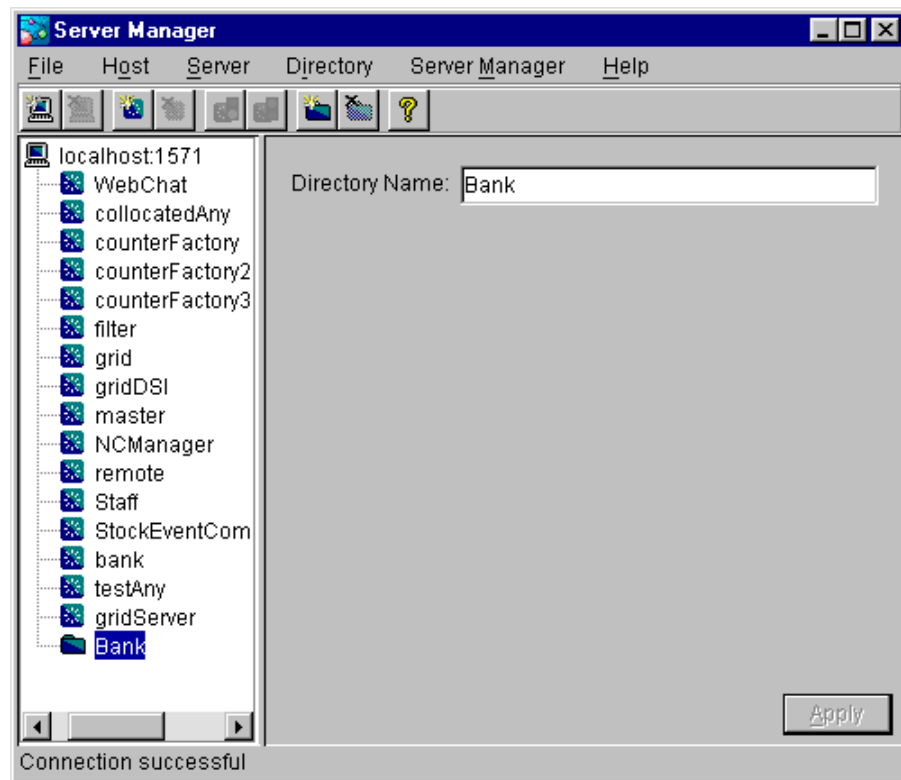 Server Manager
File Host Server Directory Server Manager Help
localhost:1571
WebChat
Directory Name: Bank
collocatedAny
counterFactory
counterFactory2
counterFactory3
filter
grid
gridDSI
master
NCManager
remote
Staff
StockEventCom
bank
testAny
gridServer
Bank
Apply
Connection successful